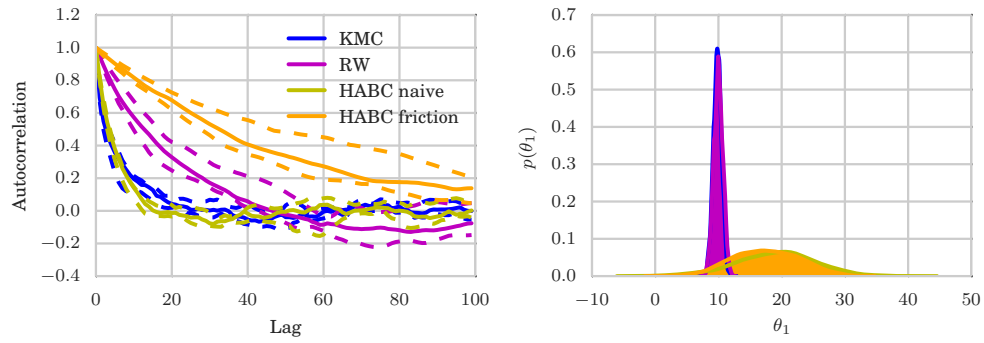 1.2
1.0
0.8
0.6
0.4
0.2
0.0
−0.2
−0.4
Autocorrelation
0 20 40 60 80 100
Lag
KMC
RW
HABC naive
HABC friction
0.7
0.6
0.5
0.4
0.3
0.2
0.1
0.0
p(θ₁)
−10 0 10 20 30 40 50
θ₁